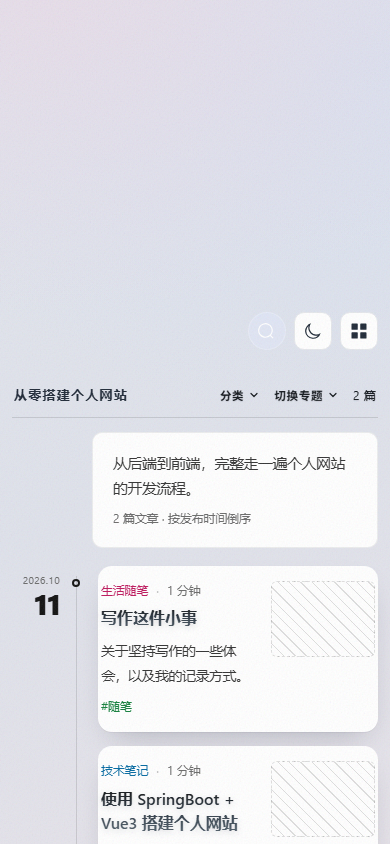 从零搭建个人网站 分类 切换专题 2 篇
从后端到前端，完整走一遍个人网站
的开发流程。
2 篇文章 · 按发布时间倒序
2026.10
11
生活随笔 · 1 分钟
写作这件小事
关于坚持写作的一些体
会，以及我的记录方式。
#随笔
技术笔记 · 1 分钟
使用 SpringBoot +
Vue3 搭建个人网站